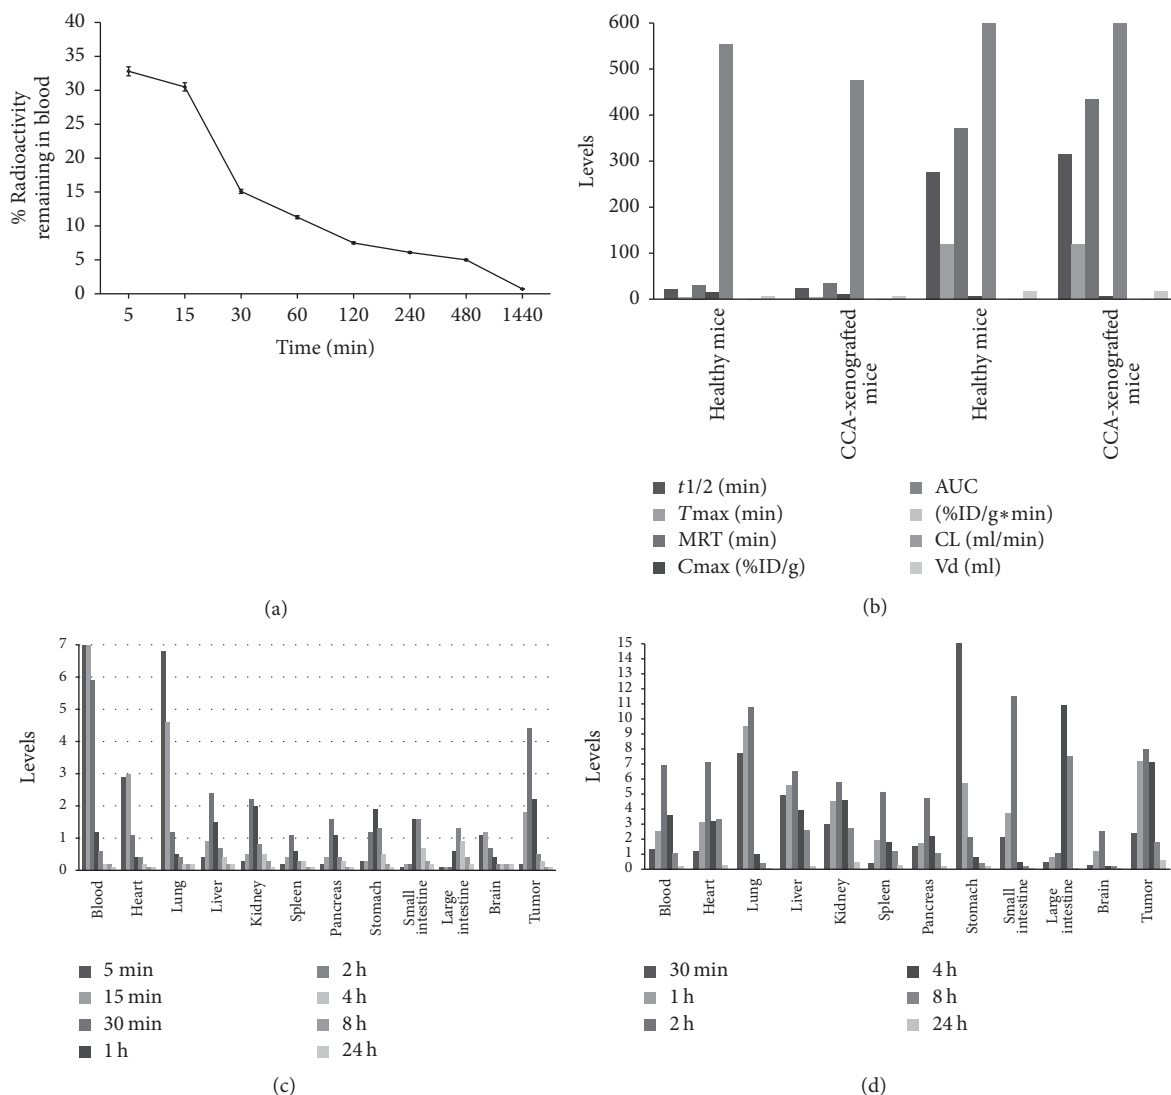 40
35
30
25
20
15
10
5
0
% Radioactivity
remaining in blood
5 15 30 60 120 240 480 1440
Time (min)
(a)
600
500
400
300
200
100
0
Levels
Healthy mice
CCA-xenografted
mice
Healthy mice
CCA-xenografted
mice
t1/2 (min)
Tmax (min)
MRT (min)
Cmax (%ID/g)
AUC
(%ID/g∗min)
CL (ml/min)
Vd (ml)
(b)
7
6
5
4
3
2
1
0
Levels
Blood
Heart
Lung
Liver
Kidney
Spleen
Pancreas
Stomach
Small
intestine
Large
intestine
Brain
Tumor
5 min
15 min
30 min
1 h
2 h
4 h
8 h
24 h
(c)
15
14
13
12
11
10
9
8
7
6
5
4
3
2
1
0
Levels
Blood
Heart
Lung
Liver
Kidney
Spleen
Pancreas
Stomach
Small
intestine
Large
intestine
Brain
Tumor
30 min
1 h
2 h
4 h
8 h
24 h
(d)